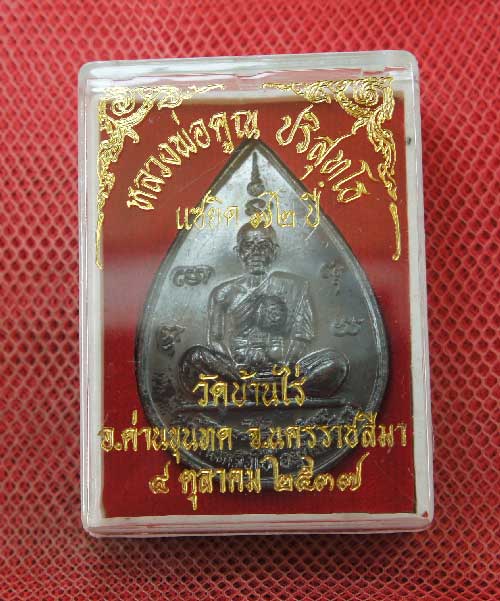 หลวงพ่อคูณ ปริสุทฺโธ
แซยิด ๗๒ ปี
วัดบ้านไร่
อ.ด่านขุนทด จ.นครราชสีมา
๔ ตุลาคม ๒๕๓๗